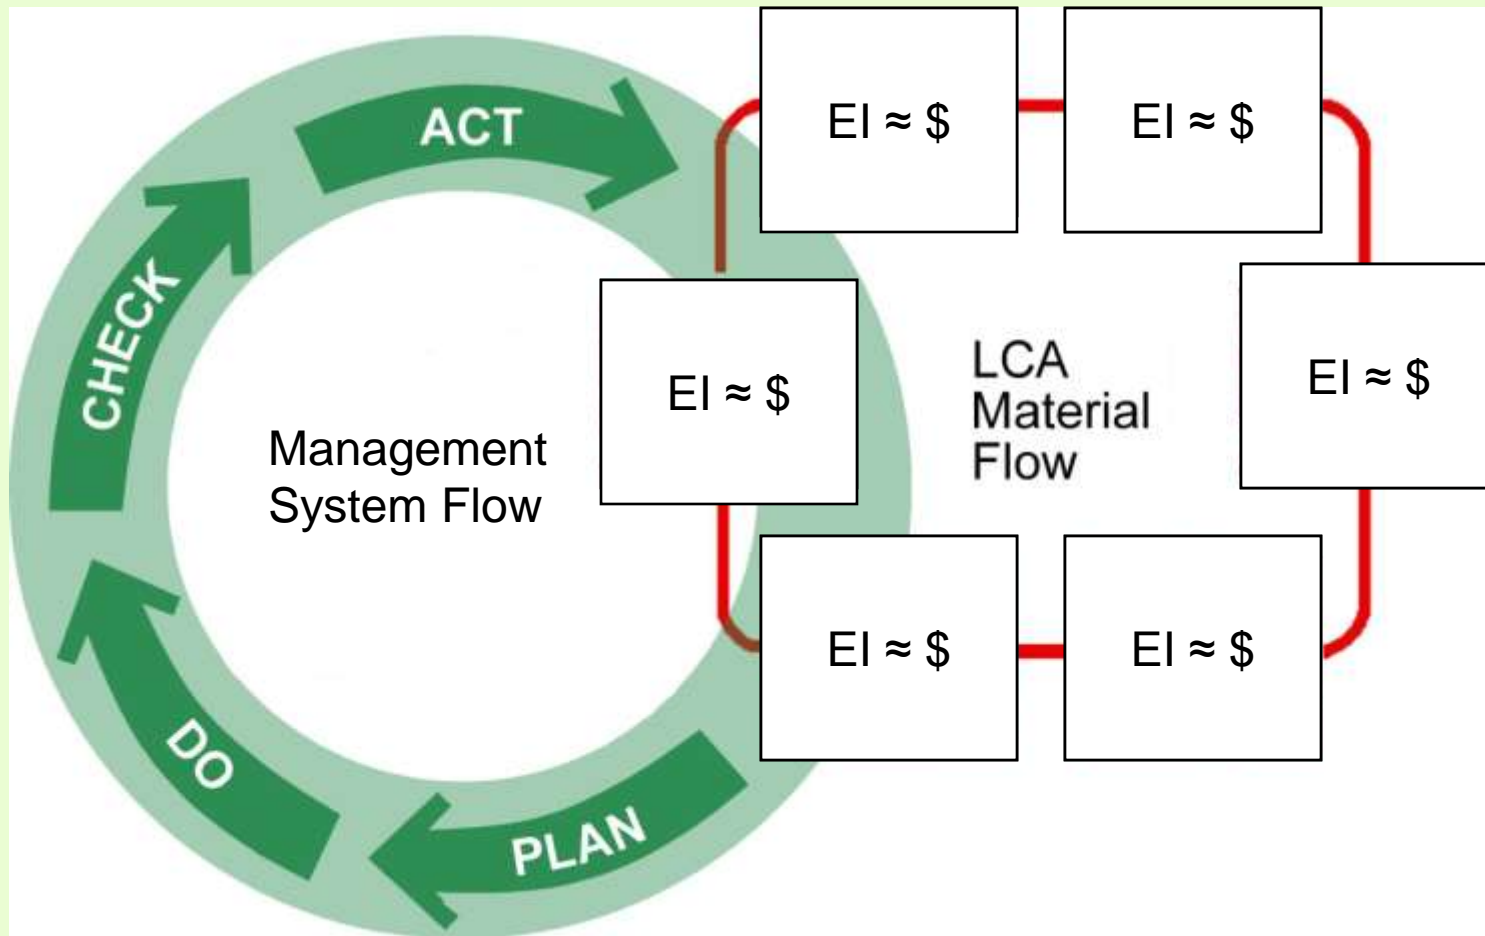 ACT
EI ≈ $
EI ≈ $
CHECK
EI ≈ $
EI ≈ $
LCA
Material
Flow
Management
System Flow
EI ≈ $
EI ≈ $
DO
PLAN